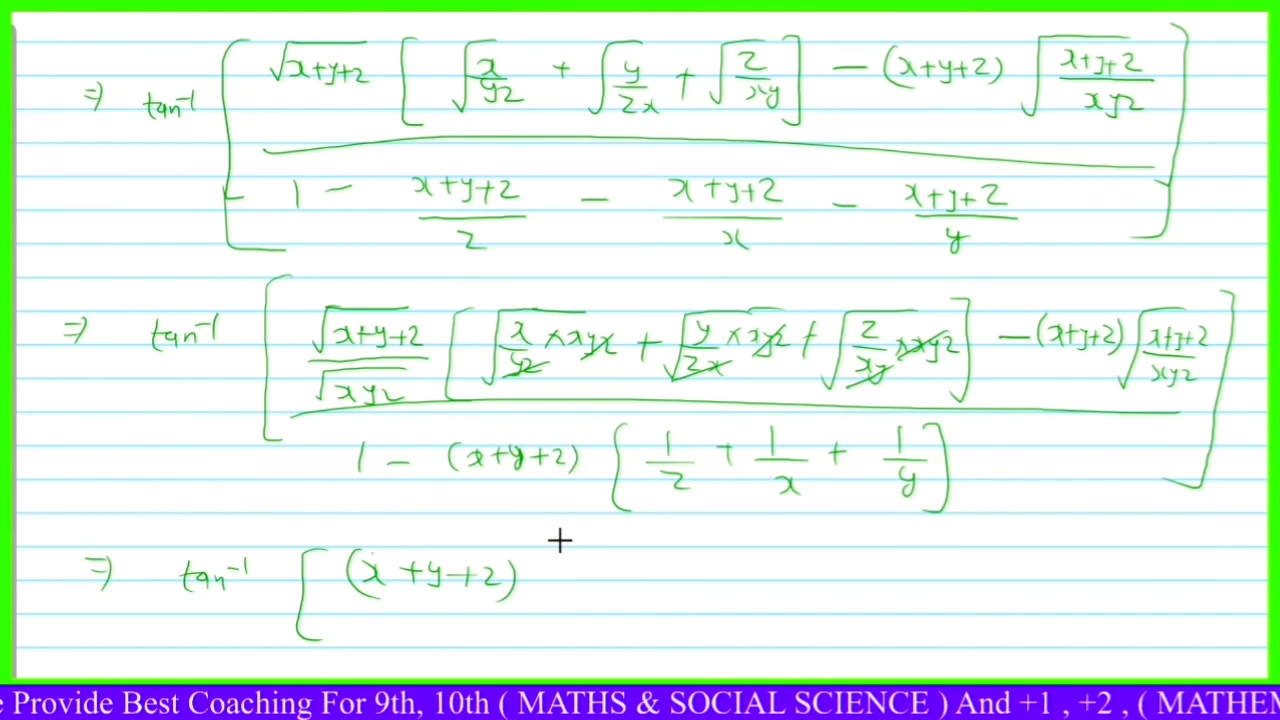 ⇒ tan⁻¹ [ ( √(x+y+z) [ √(x/yz) + √(y/zx) + √(z/xy) ] − (x+y+z) √((x+y+z)/xyz) ) / ( 1 − (x+y+z)/z − (x+y+z)/x − (x+y+z)/y ) ]
⇒ tan⁻¹ [ ( √(x+y+z)/√(xyz) [ √(x/yz × xyz) + √(y/zx × xyz) + √(z/xy × xyz) ] − (x+y+z) √((x+y+z)/xyz) ) / ( 1 − (x+y+z) [ 1/z + 1/x + 1/y ] ) ]
⇒ tan⁻¹ [ (x+y+z)
e Provide Best Coaching For 9th, 10th ( MATHS & SOCIAL SCIENCE ) And +1 , +2 , ( MATHEM